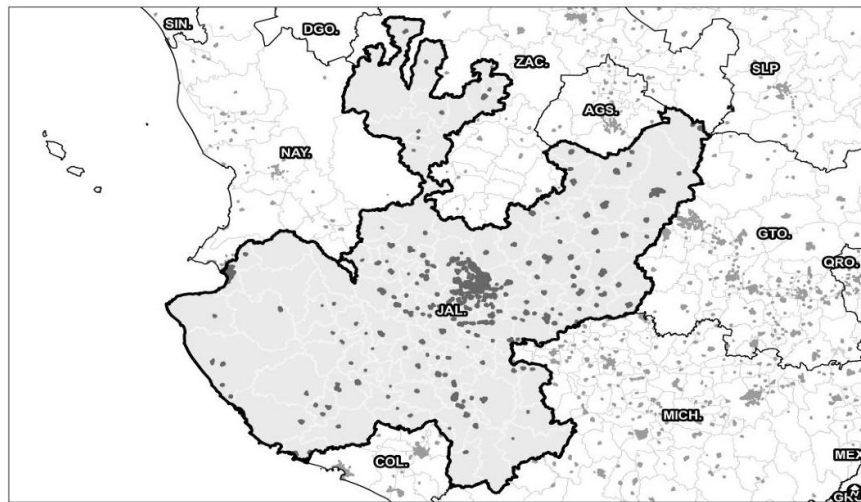 SIN.
DGO.
ZAC.
SLP
AGS.
NAY.
GTO.
QRO.
JAL.
MICH.
COL.
MEX